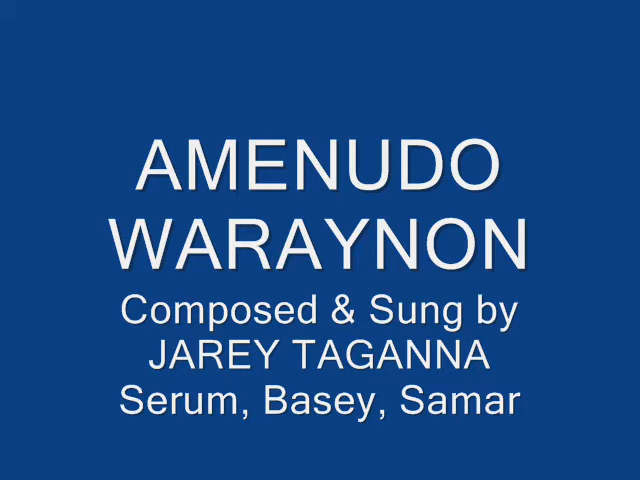 AMENUDO
WARAYNON
Composed & Sung by
JAREY TAGANNA
Serum, Basey, Samar